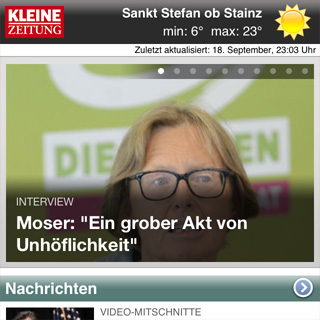 KLEINE
ZEITUNG
Sankt Stefan ob Stainz
min: 6° max: 23°
Zuletzt aktualisiert: 18. September, 23:03 Uhr
DIE
INTERVIEW
Moser: "Ein grober Akt von
Unhöflichkeit"
Nachrichten
VIDEO-MITSCHNITTE